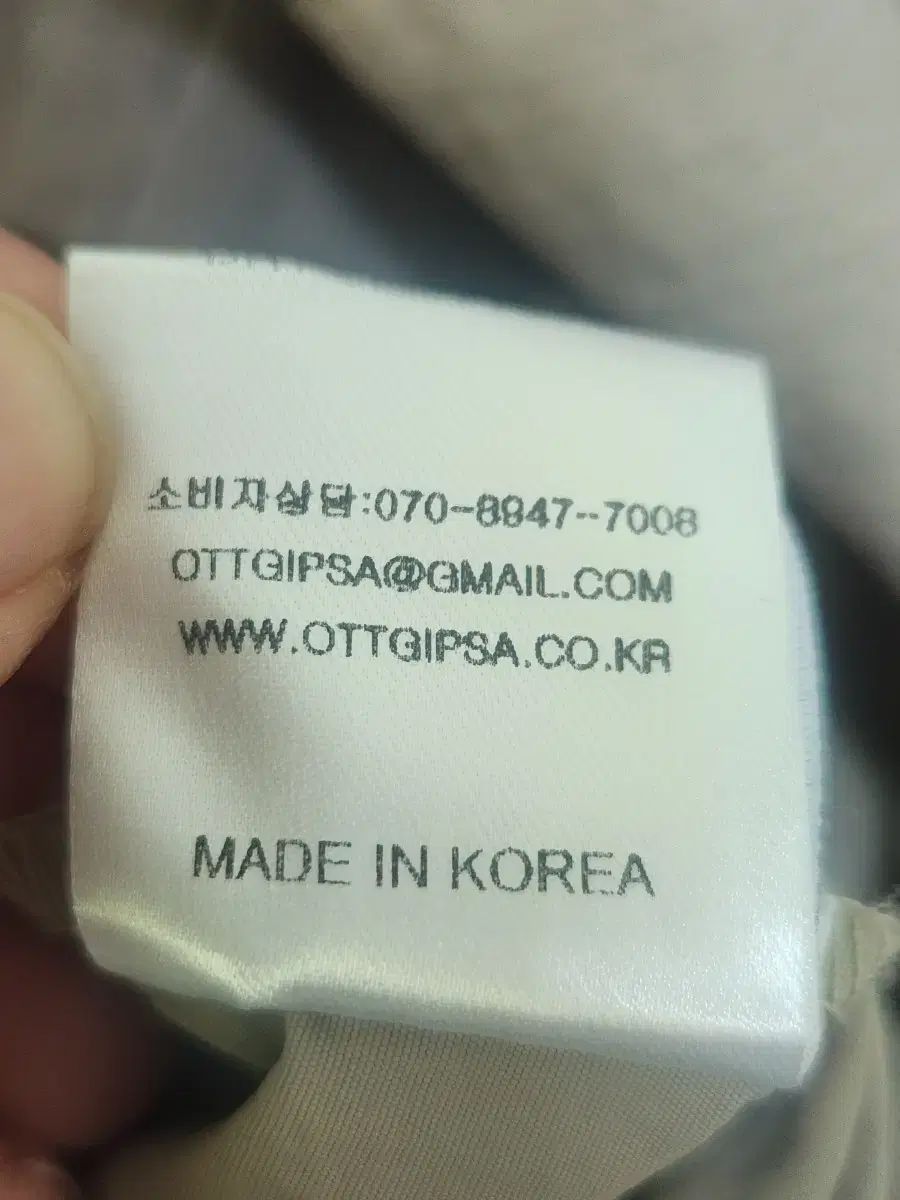 소비자상담:070-8947-7008
OTTGIPSA@GMAIL.COM
WWW.OTTGIPSA.CO.KR
MADE IN KOREA